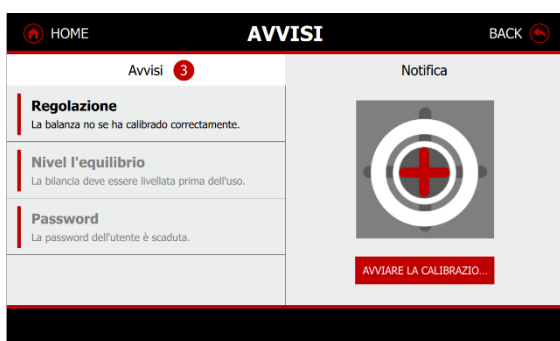 HOME
AVVISI
BACK
Avvisi 3
Notifica
Regolazione
La balanza no se ha calibrado correctamente.
Nivel l'equilibrio
La bilancia deve essere livellata prima dell'uso.
Password
La password dell'utente è scaduta.
AVVIARE LA CALIBRAZIO...